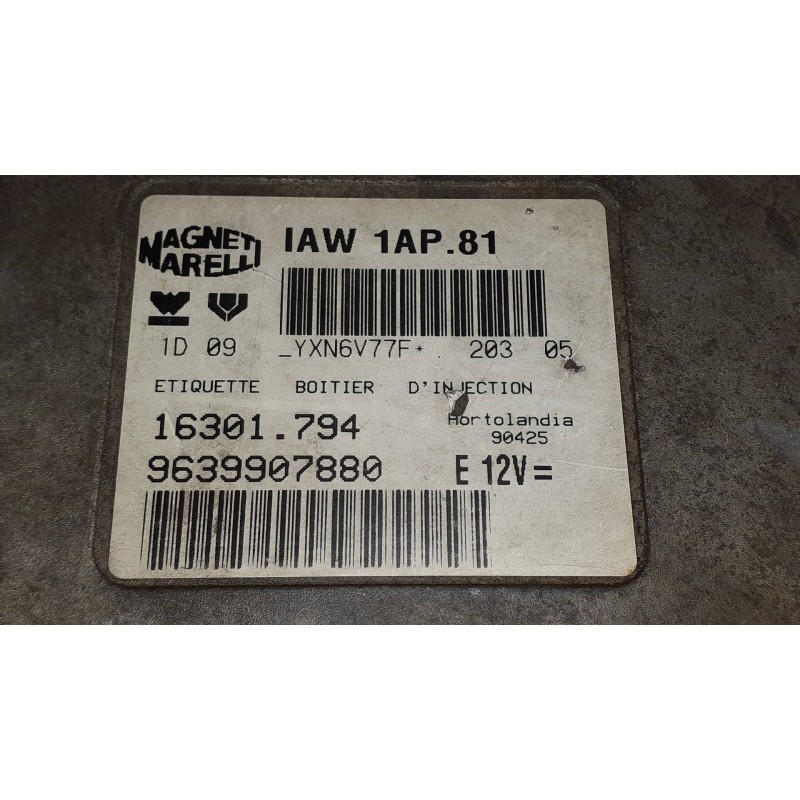 MAGNETI
MARELLI
IAW 1AP.81
1D 09 _YXN6V77F* 203 05
ETIQUETTE BOITIER D'INJECTION
16301.794
Hortolandia
90425
9639907880
E 12V=